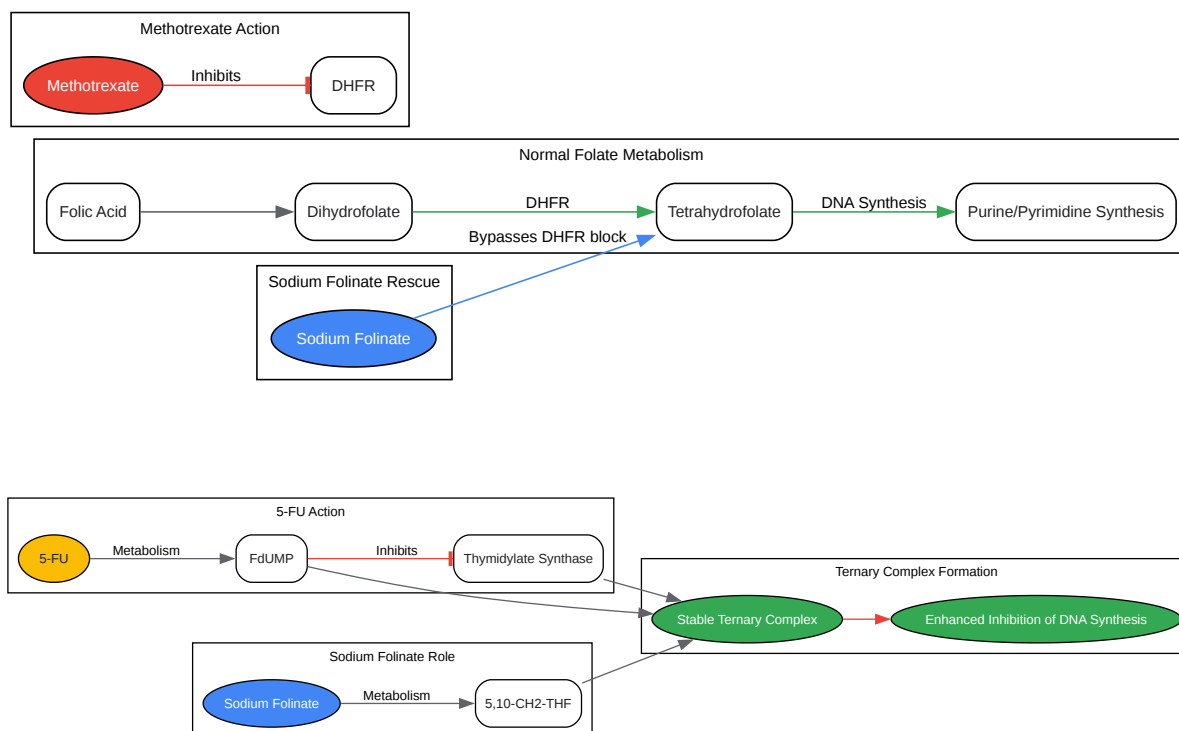 Methotrexate Action
Methotrexate
Inhibits
DHFR
Normal Folate Metabolism
Folic Acid
Dihydrofolate
DHFR
Tetrahydrofolate
DNA Synthesis
Purine/Pyrimidine Synthesis
Bypasses DHFR block
Sodium Folinate Rescue
Sodium Folinate
5-FU Action
5-FU
Metabolism
FdUMP
Inhibits
Thymidylate Synthase
Ternary Complex Formation
Stable Ternary Complex
Enhanced Inhibition of DNA Synthesis
Sodium Folinate Role
Sodium Folinate
Metabolism
5,10-CH2-THF